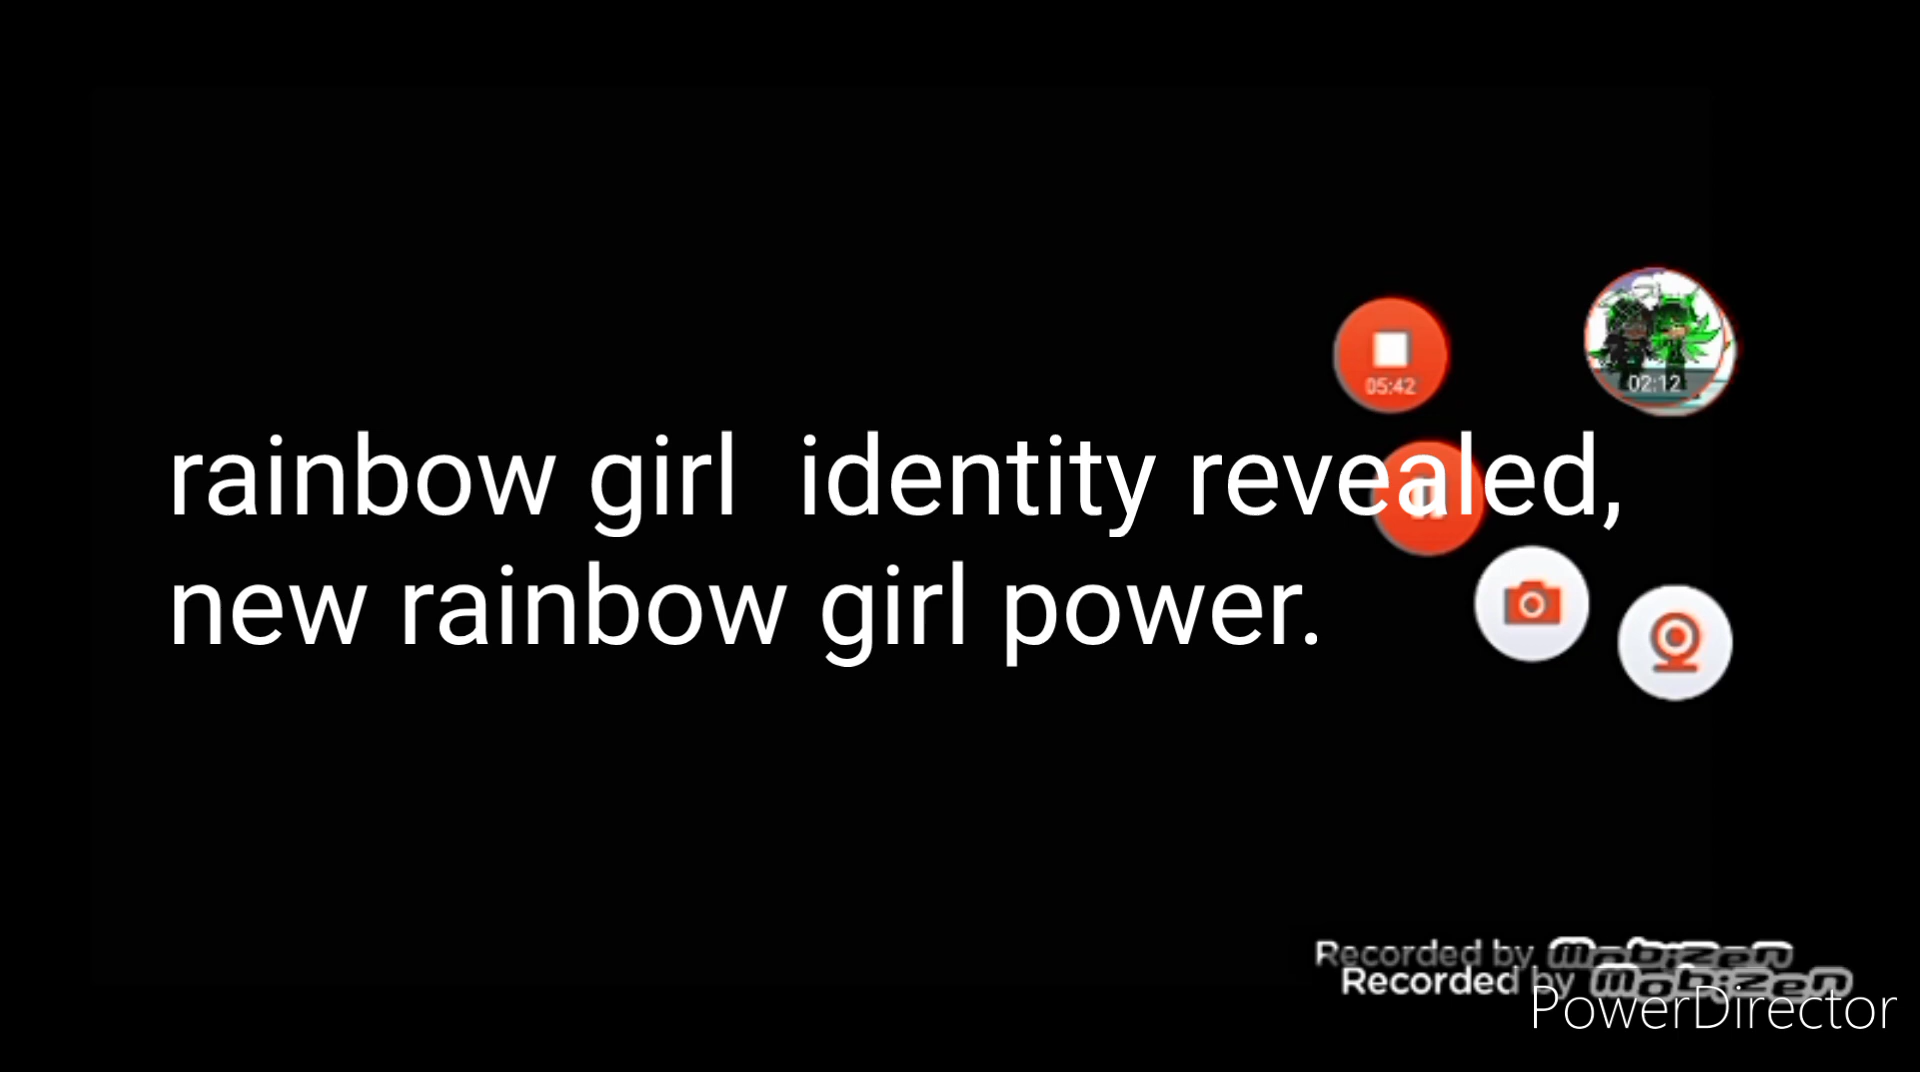 02:12
05:42
rainbow girl  identity revealed,
new rainbow girl power.
Recorded by Mobizen
Recorded by Mobizen
PowerDirector